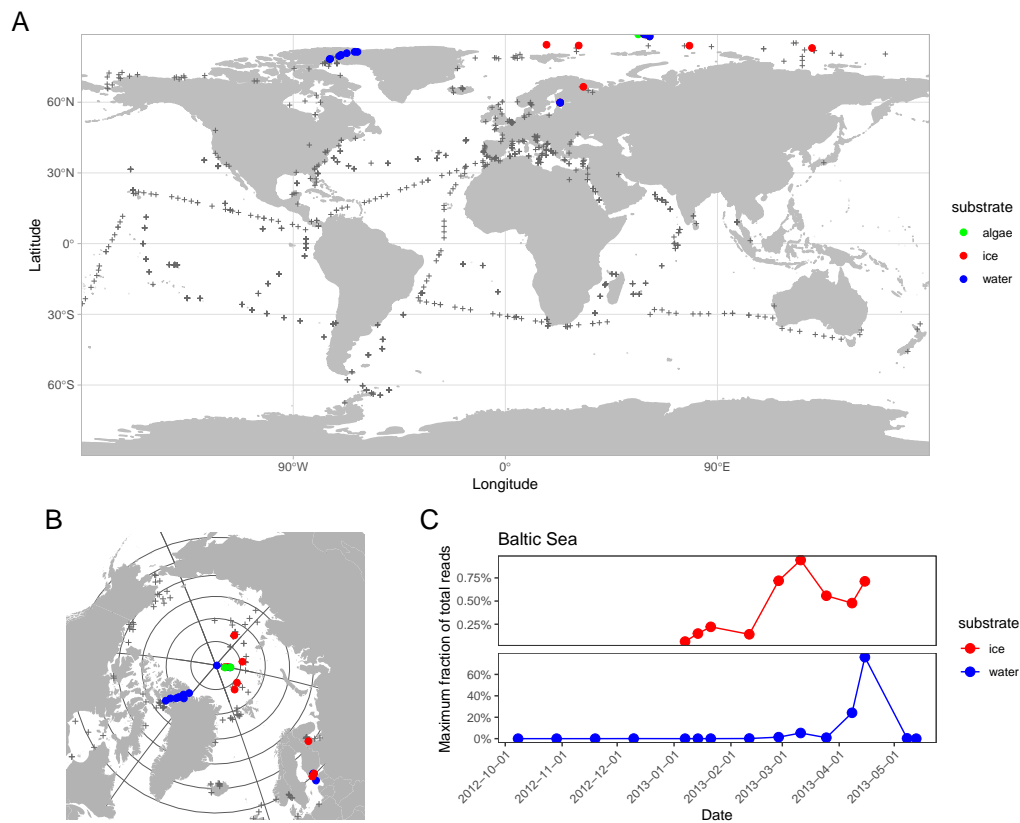 A
60°N
30°N
0°
30°S
60°S
Latitude
90°W
0°
90°E
Longitude
substrate
algae
ice
water
B
C
Baltic Sea
Maximum fraction of total reads
0.75%
0.50%
0.25%
60%
40%
20%
0%
2012-10-01
2012-11-01
2012-12-01
2013-01-01
2013-02-01
2013-03-01
2013-04-01
2013-05-01
Date
substrate
ice
water